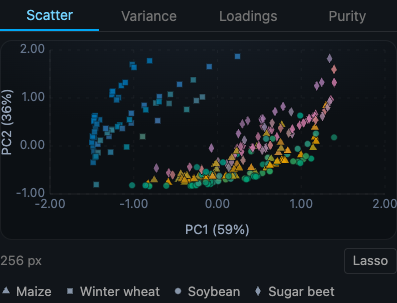 Scatter Variance Loadings Purity
2.00
1.00
0.00
−1.00
PC2 (36%)
−2.00 −1.00 0.00 1.00 2.00
PC1 (59%)
256 px Lasso
Maize Winter wheat Soybean Sugar beet